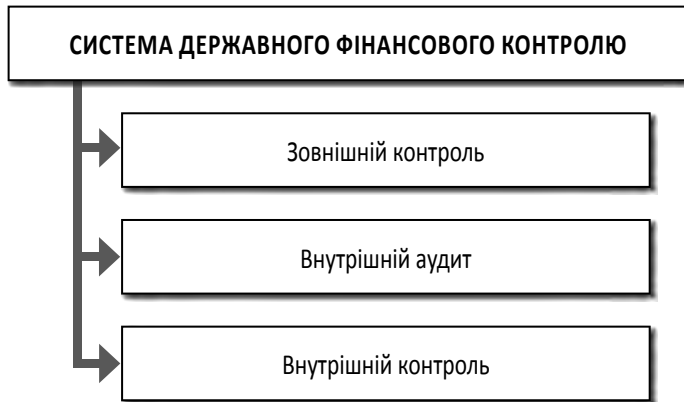 СИСТЕМА ДЕРЖАВНОГО ФІНАНСОВОГО КОНТРОЛЮ
Зовнішній контроль
Внутрішній аудит
Внутрішній контроль